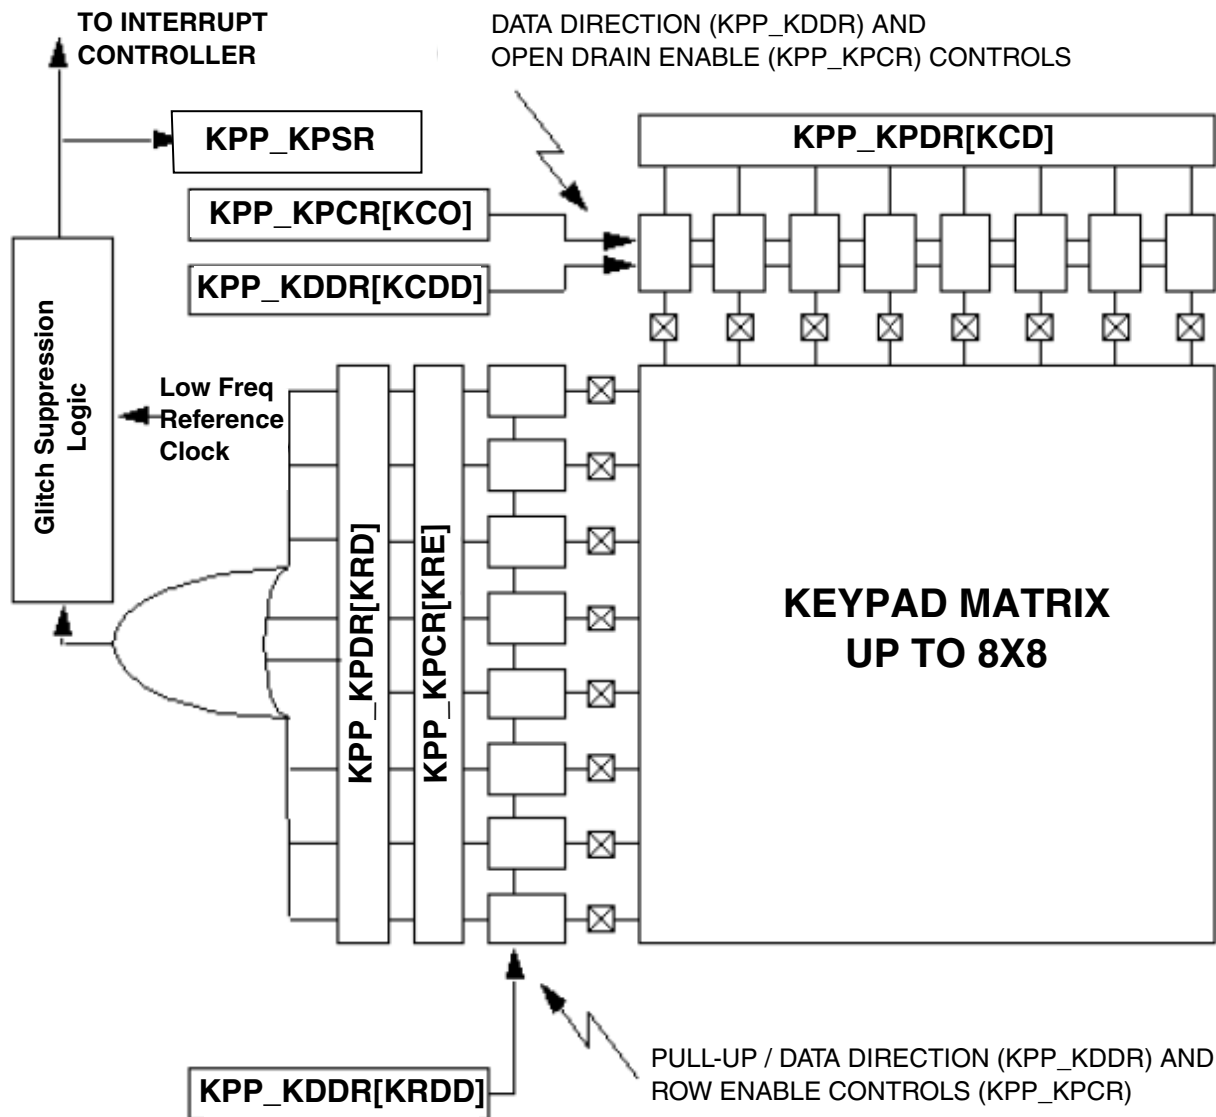 TO INTERRUPT
CONTROLLER
DATA DIRECTION (KPP_KDDR) AND
OPEN DRAIN ENABLE (KPP_KPCR) CONTROLS
KPP_KPSR
KPP_KPDR[KCD]
KPP_KPCR[KCO]
KPP_KDDR[KCDD]
Glitch Suppression
Logic
Low Freq
Reference
Clock
KPP_KPDR[KRD]
KPP_KPCR[KRE]
KEYPAD MATRIX
UP TO 8X8
KPP_KDDR[KRDD]
PULL-UP / DATA DIRECTION (KPP_KDDR) AND
ROW ENABLE CONTROLS (KPP_KPCR)